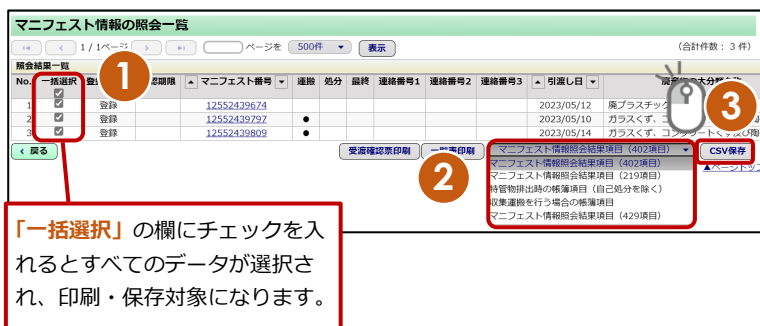 マニフェスト情報の照会一覧
1 / 1ページ ページを 500件 表示 (合計件数： 3 件)
照会結果一覧
No. 一括選択 マニフェスト番号 運搬 処分 最終 連絡番号1 連絡番号2 連絡番号3 引渡し日
1 登録 12552439674 2023/05/12 廃プラスチック
2 登録 12552439797 ● 2023/05/10 ガラスくず、コ
3 登録 12552439809 ● 2023/05/14 ガラスくず、コンクリートくず及び陶
戻る 受渡確認票印刷 一覧表印刷 マニフェスト情報照会結果項目（402項目） CSV保存
マニフェスト情報照会結果項目（402項目）
▲ページトップ
マニフェスト情報照会結果項目（219項目）
特管物排出時の帳簿項目（自己処分を除く）
収集運搬を行う場合の帳簿項目
マニフェスト情報照会結果項目（429項目）
1
2
3
「一括選択」の欄にチェックを入
れるとすべてのデータが選択さ
れ、印刷・保存対象になります。